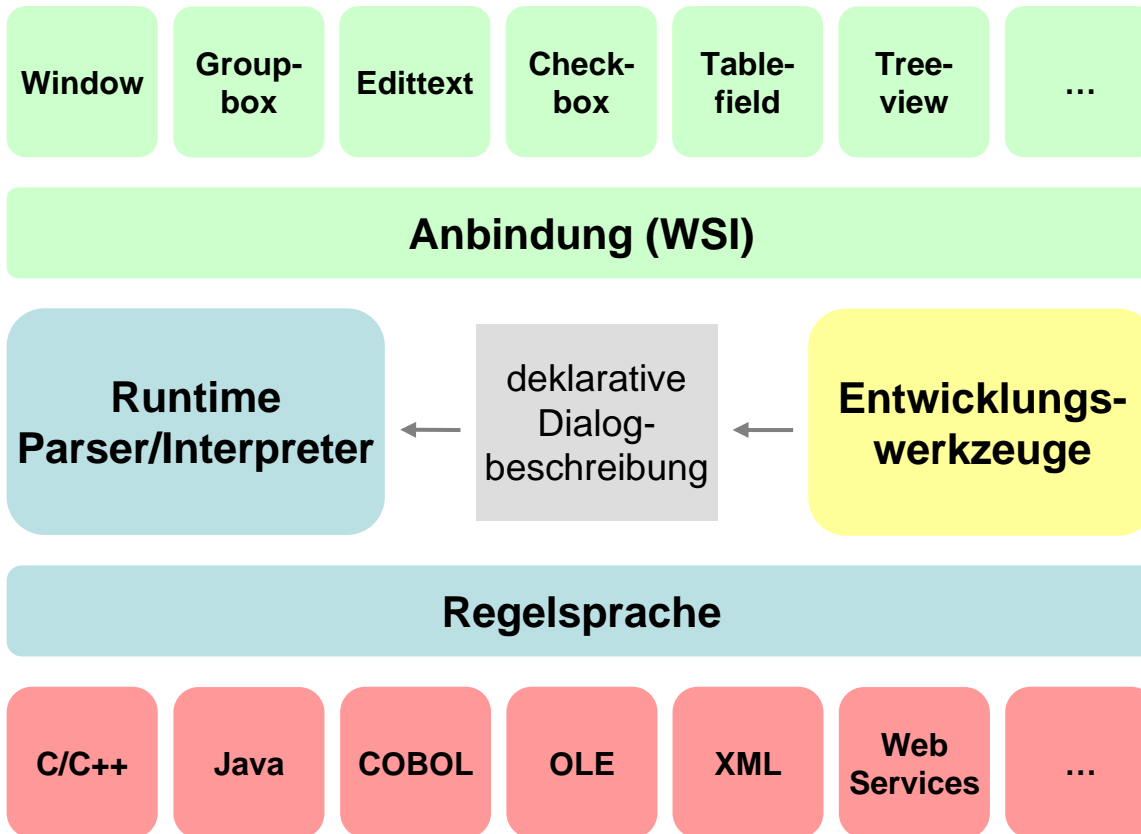 Window
Group-
box
Edittext
Check-
box
Table-
field
Tree-
view
…
Anbindung (WSI)
Runtime
Parser/Interpreter
deklarative
Dialog-
beschreibung
Entwicklungs-
werkzeuge
Regelsprache
C/C++
Java
COBOL
OLE
XML
Web
Services
…